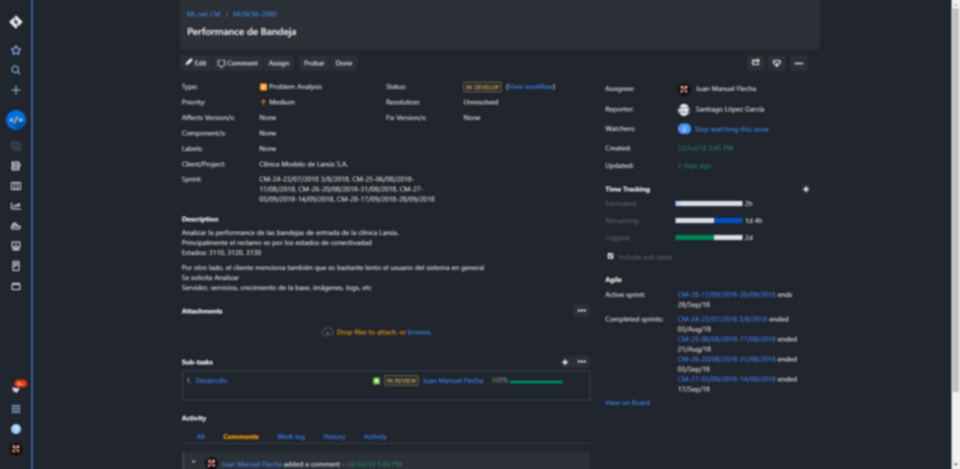 ML.net CM / MLNCM-2080
Performance de Bandeja
Edit Comment Assign Probar Done
Type: Problem Analysis Status: IN DEVELOP (View workflow)
Priority: Medium Resolution: Unresolved
Affects Version/s: None Fix Version/s: None
Component/s: None
Labels: None
Client/Project: Clínica Modelo de Lanús S.A.
Sprint: CM-24-23/07/2018 3/8/2018, CM-25-06/08/2018-
17/08/2018, CM-26-20/08/2018-31/08/2018, CM-27-
03/09/2018-14/09/2018, CM-28-17/09/2018-28/09/2018
Description
Analizar la performance de las bandejas de entrada de la clínica Lanús.
Principalmente el reclamo es por los estados de conectividad
Estados: 3110, 3120, 3130
Por otro lado, el cliente menciona también que es bastante lento el usuario del sistema en general
Se solicita Analizar
Servidor, servicios, crecimiento de la base, imágenes, logs, etc
Attachments
Drop files to attach, or browse.
Sub-tasks
1. Desarrollo IN REVIEW Juan Manuel Flecha 100%
Activity
All Comments Work log History Activity
Juan Manuel Flecha added a comment - 24/Jul/18 5:44 PM
Assignee: Juan Manuel Flecha
Reporter: Santiago López García
Watchers: 2 Stop watching this issue
Created: 23/Jul/18 3:40 PM
Updated: 2 days ago
Time Tracking
Estimated: 2h
Remaining: 1d 4h
Logged: 2d
Include sub-tasks
Agile
Active sprint: CM-28-17/09/2018-28/09/2018 ends
28/Sep/18
Completed sprints: CM-24-23/07/2018 3/8/2018 ended
03/Aug/18
CM-25-06/08/2018-17/08/2018 ended
21/Aug/18
CM-26-20/08/2018-31/08/2018 ended
03/Sep/18
CM-27-03/09/2018-14/09/2018 ended
17/Sep/18
View on Board